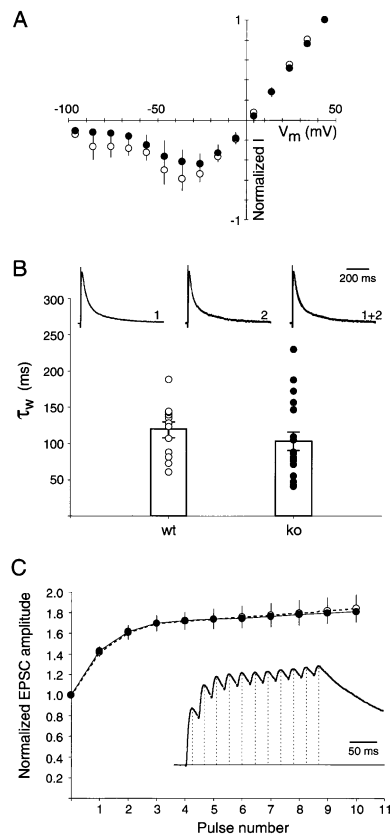 A
1
-100
-50
50
Vm (mV)
Normalized I
-1
B
200 ms
1
2
1+2
300
250
200
150
100
50
τw (ms)
wt
ko
C
2.0
1.8
1.6
1.4
1.2
1.0
0.8
0.6
0.4
0.2
Normalized EPSC amplitude
50 ms
1 2 3 4 5 6 7 8 9 10 11
Pulse number